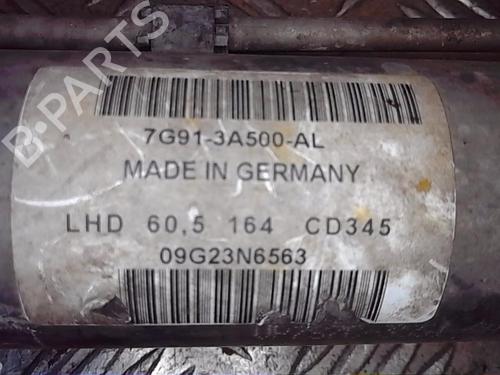 B-PARTS
7G91-3A500-AL
MADE IN GERMANY
LHD 60,5 164 CD345
09G23N6563